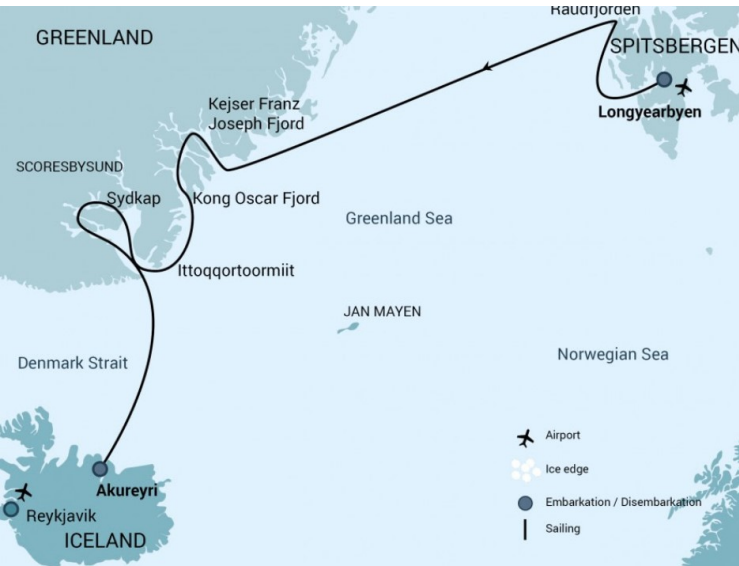 Raudfjorden
GREENLAND
SPITSBERGEN
Kejser Franz
Joseph Fjord
Longyearbyen
SCORESBYSUND
Sydkap
Kong Oscar Fjord
Greenland Sea
Ittoqqortoormiit
JAN MAYEN
Denmark Strait
Norwegian Sea
Airport
Ice edge
Akureyri
Embarkation / Disembarkation
Reykjavik
Sailing
ICELAND